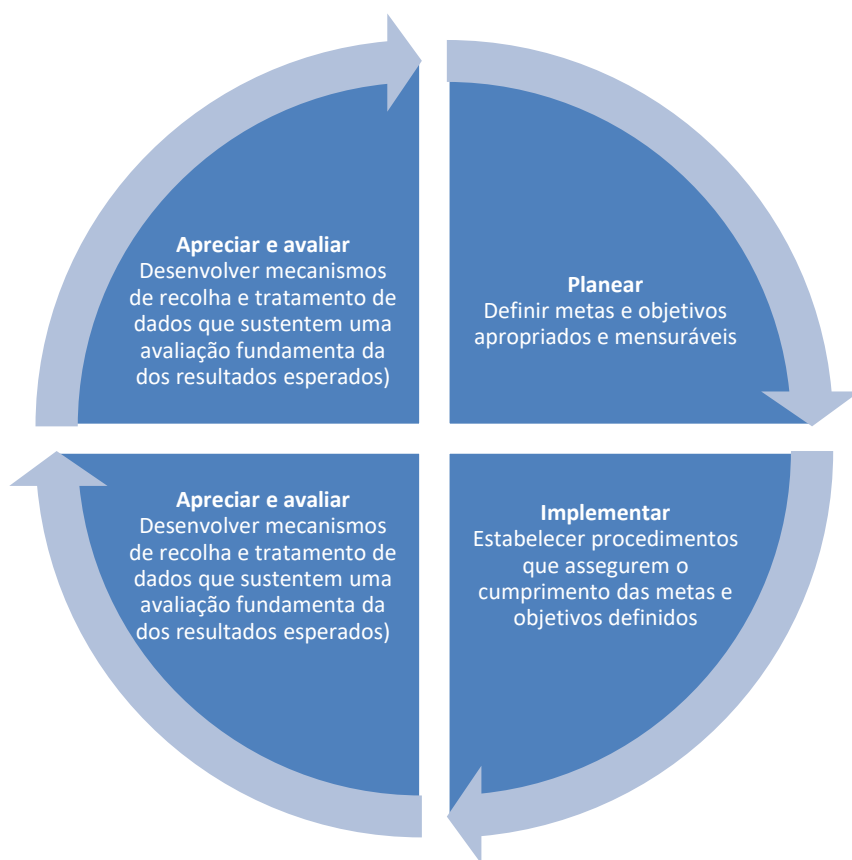 Apreciar e avaliar
Desenvolver mecanismos
de recolha e tratamento de
dados que sustentem uma
avaliação fundamenta da
dos resultados esperados)
Planear
Definir metas e objetivos
apropriados e mensuráveis
Apreciar e avaliar
Desenvolver mecanismos
de recolha e tratamento de
dados que sustentem uma
avaliação fundamenta da
dos resultados esperados)
Implementar
Estabelecer procedimentos
que assegurem o
cumprimento das metas e
objetivos definidos